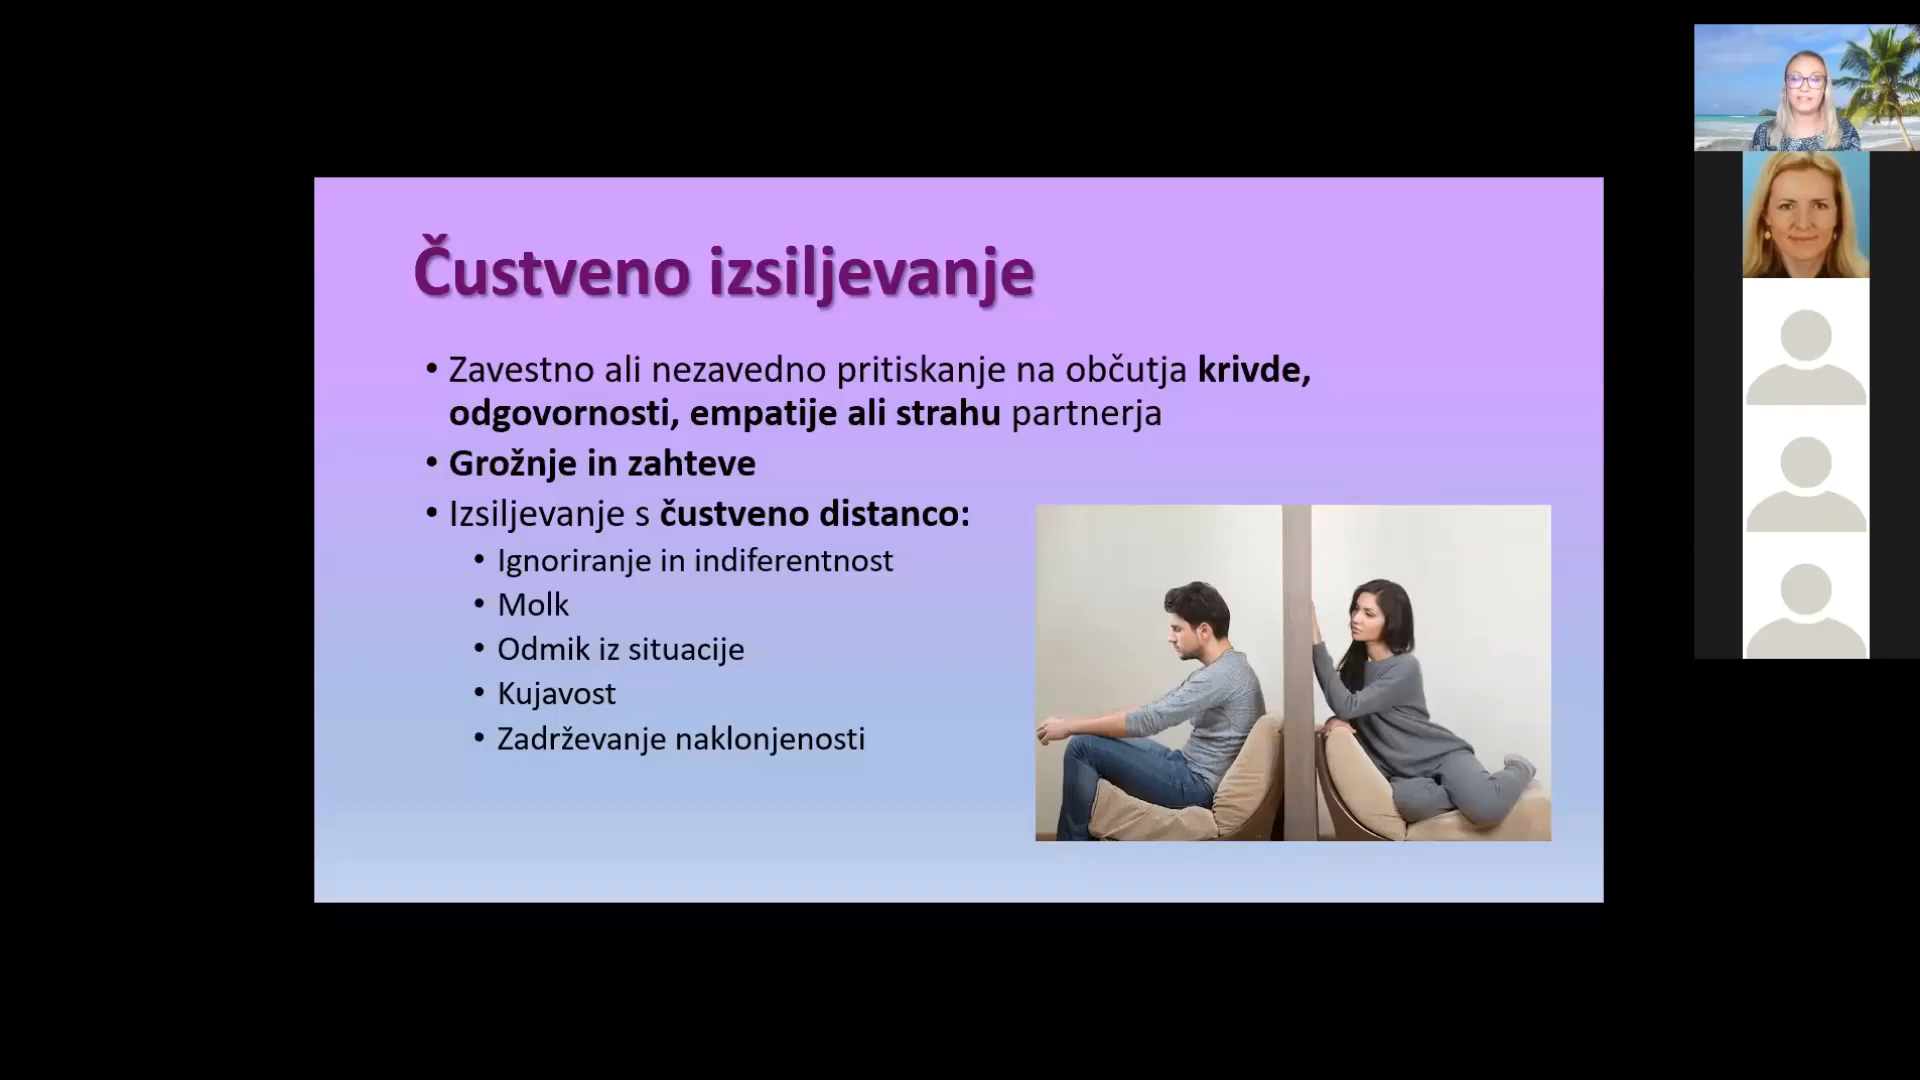 Čustveno izsiljevanje
• Zavestno ali nezavedno pritiskanje na občutja krivde,
odgovornosti, empatije ali strahu partnerja
• Grožnje in zahteve
• Izsiljevanje s čustveno distanco:
• Ignoriranje in indiferentnost
• Molk
• Odmik iz situacije
• Kujavost
• Zadrževanje naklonjenosti